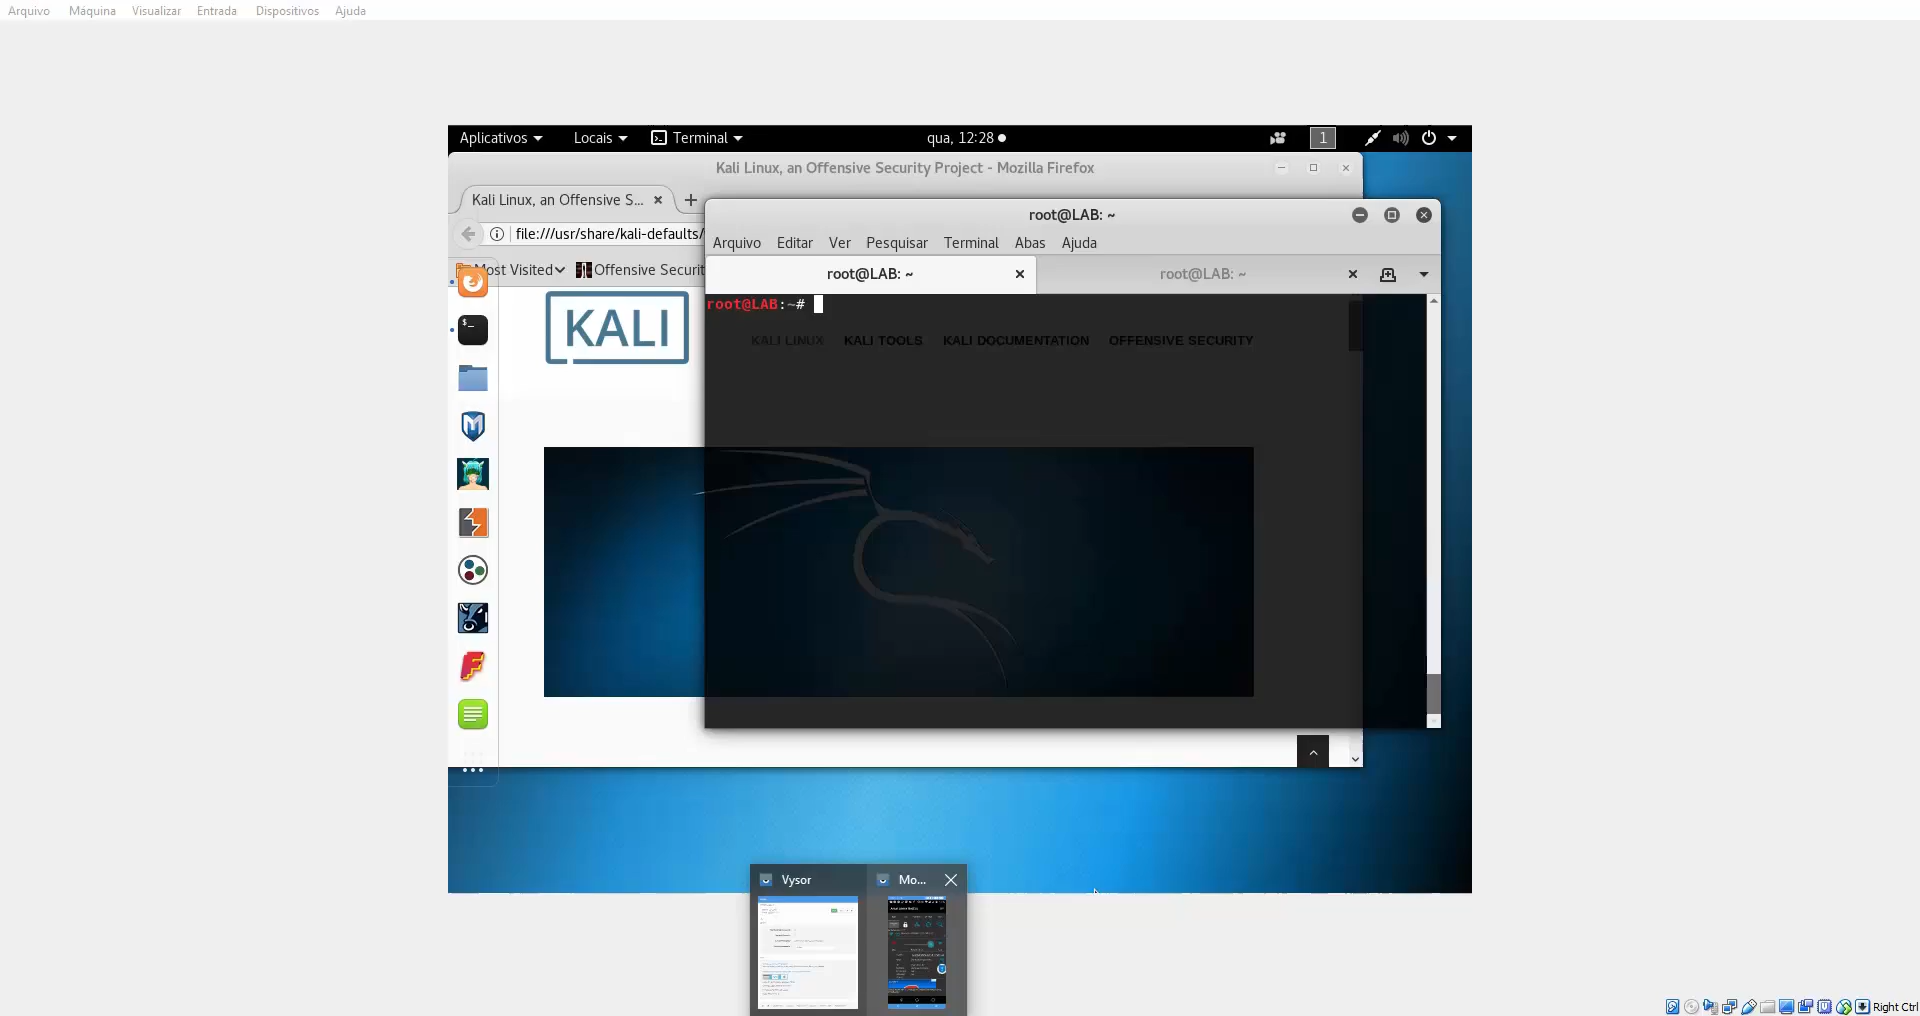 Arquivo Máquina Visualizar Entrada Dispositivos Ajuda
Aplicativos Locais Terminal qua, 12:28 1
Kali Linux, an Offensive Security Project - Mozilla Firefox
Kali Linux, an Offensive S...
root@LAB: ~
file:///usr/share/kali-defaults/
Arquivo Editar Ver Pesquisar Terminal Abas Ajuda
Most Visited Offensive Securit
root@LAB: ~ root@LAB: ~
root@LAB:~#
KALI
KALI LINUX KALI TOOLS KALI DOCUMENTATION OFFENSIVE SECURITY
Vysor Mo...
Right Ctrl